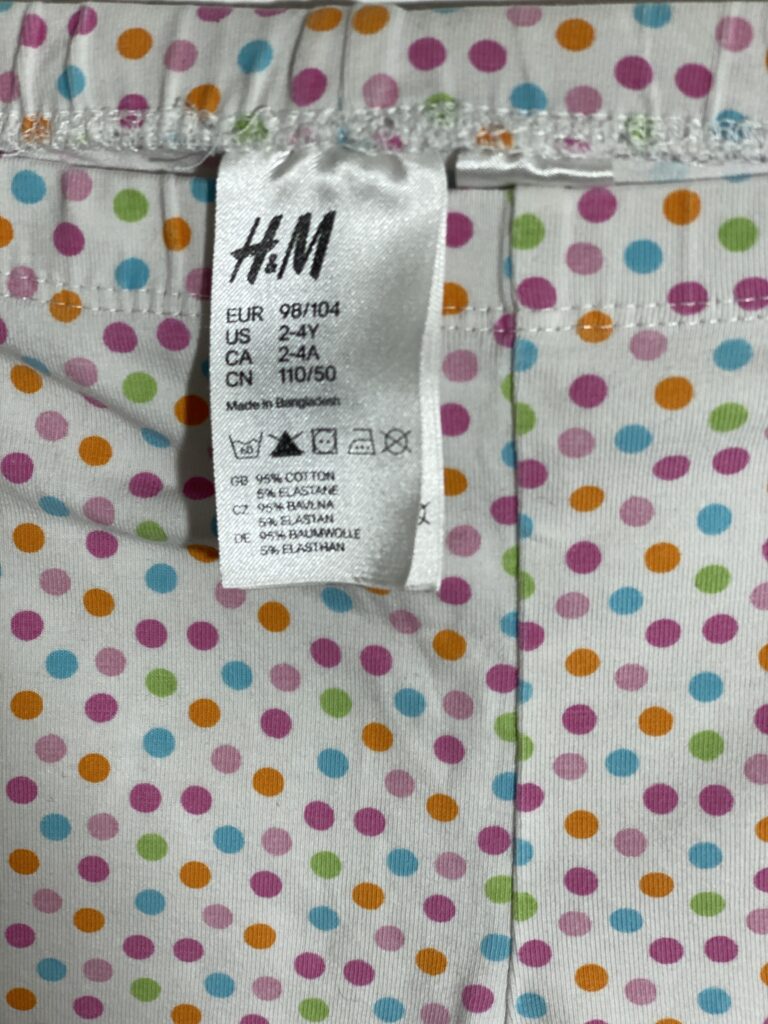 H&M
EUR 98/104
US 2-4Y
CA 2-4A
CN 110/50
Made in Bangladesh
60
GB 95% COTTON
5% ELASTANE
CZ 95% BAVLNA
5% ELASTAN
DE 95% BAUMWOLLE
5% ELASTHAN